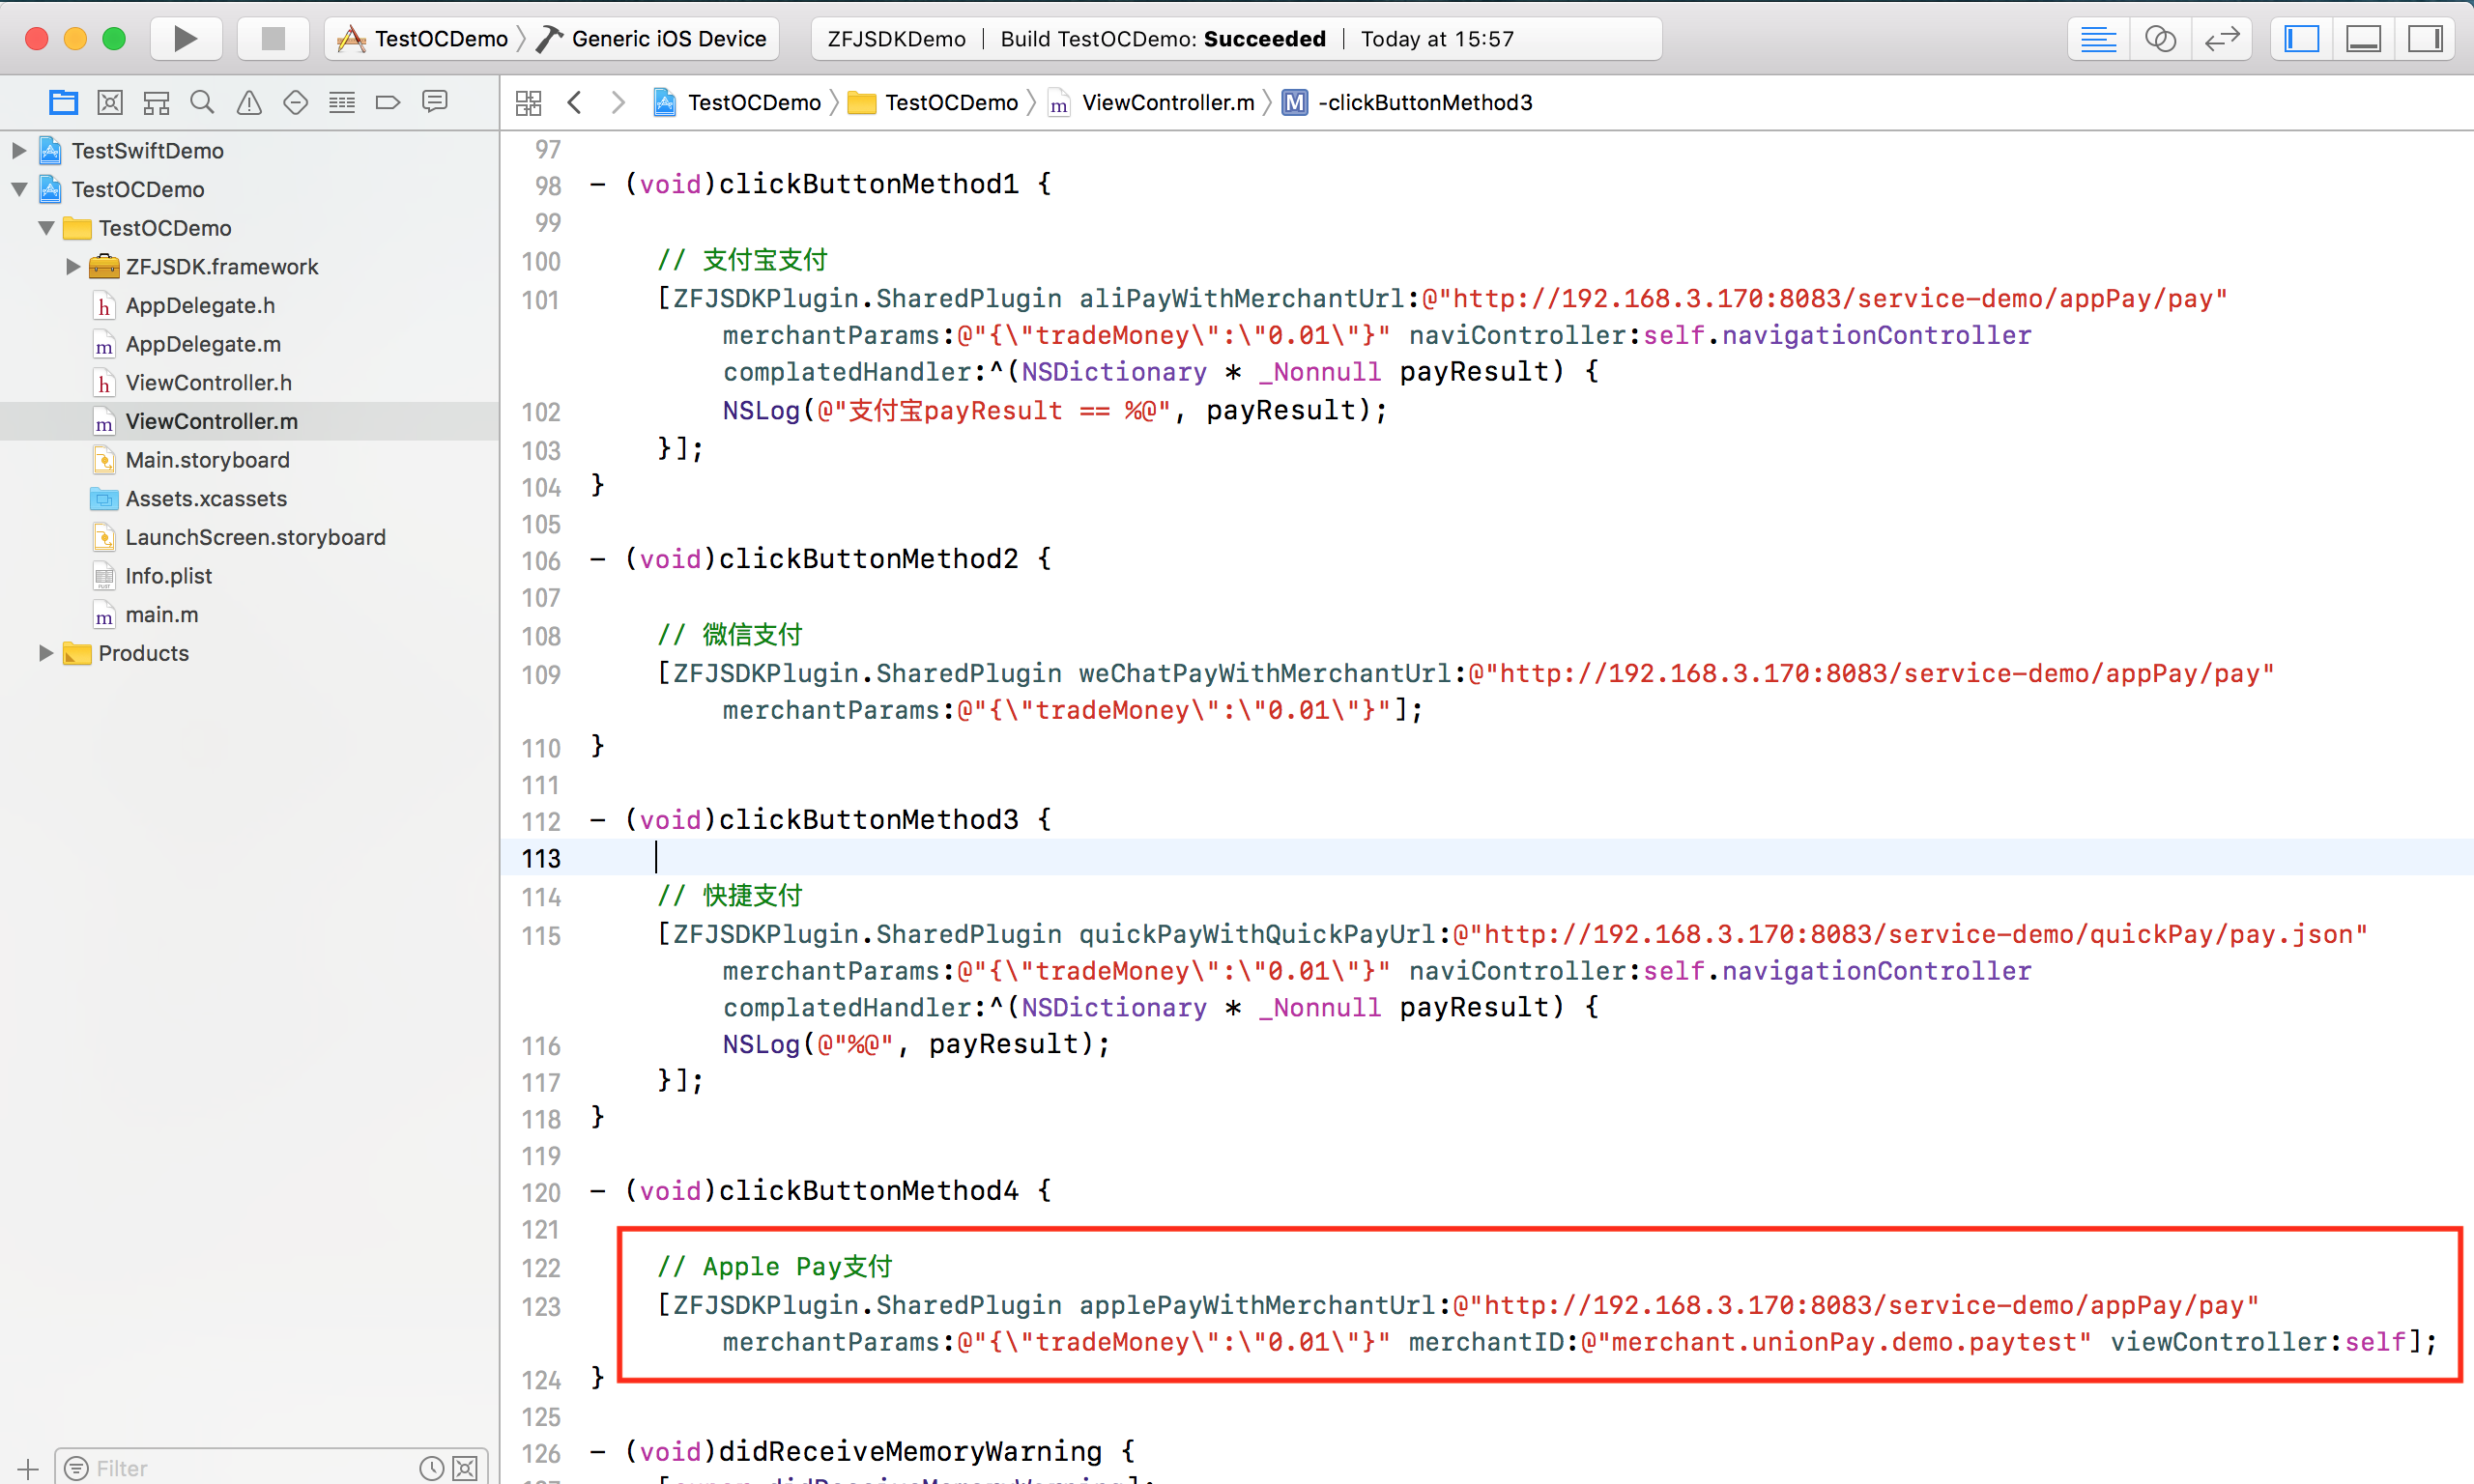 TestOCDemo Generic iOS Device ZFJSDKDemo | Build TestOCDemo: Succeeded | Today at 15:57
TestOCDemo TestOCDemo ViewController.m M -clickButtonMethod3
TestSwiftDemo
TestOCDemo
TestOCDemo
ZFJSDK.framework
h AppDelegate.h
m AppDelegate.m
h ViewController.h
m ViewController.m
Main.storyboard
Assets.xcassets
LaunchScreen.storyboard
Info.plist
m main.m
Products
Filter
97
98 - (void)clickButtonMethod1 {
99
100 // 支付宝支付
101 [ZFJSDKPlugin.SharedPlugin aliPayWithMerchantUrl:@"http://192.168.3.170:8083/service-demo/appPay/pay"
merchantParams:@"{\"tradeMoney\":\"0.01\"}" naviController:self.navigationController
complatedHandler:^(NSDictionary * _Nonnull payResult) {
102 NSLog(@"支付宝payResult == %@", payResult);
103 }];
104 }
105
106 - (void)clickButtonMethod2 {
107
108 // 微信支付
109 [ZFJSDKPlugin.SharedPlugin weChatPayWithMerchantUrl:@"http://192.168.3.170:8083/service-demo/appPay/pay"
merchantParams:@"{\"tradeMoney\":\"0.01\"}"];
110 }
111
112 - (void)clickButtonMethod3 {
113
114 // 快捷支付
115 [ZFJSDKPlugin.SharedPlugin quickPayWithQuickPayUrl:@"http://192.168.3.170:8083/service-demo/quickPay/pay.json"
merchantParams:@"{\"tradeMoney\":\"0.01\"}" naviController:self.navigationController
complatedHandler:^(NSDictionary * _Nonnull payResult) {
116 NSLog(@"%@", payResult);
117 }];
118 }
119
120 - (void)clickButtonMethod4 {
121
122 // Apple Pay支付
123 [ZFJSDKPlugin.SharedPlugin applePayWithMerchantUrl:@"http://192.168.3.170:8083/service-demo/appPay/pay"
merchantParams:@"{\"tradeMoney\":\"0.01\"}" merchantID:@"merchant.unionPay.demo.paytest" viewController:self];
124 }
125
126 - (void)didReceiveMemoryWarning {
[super didReceiveMemoryWarning];